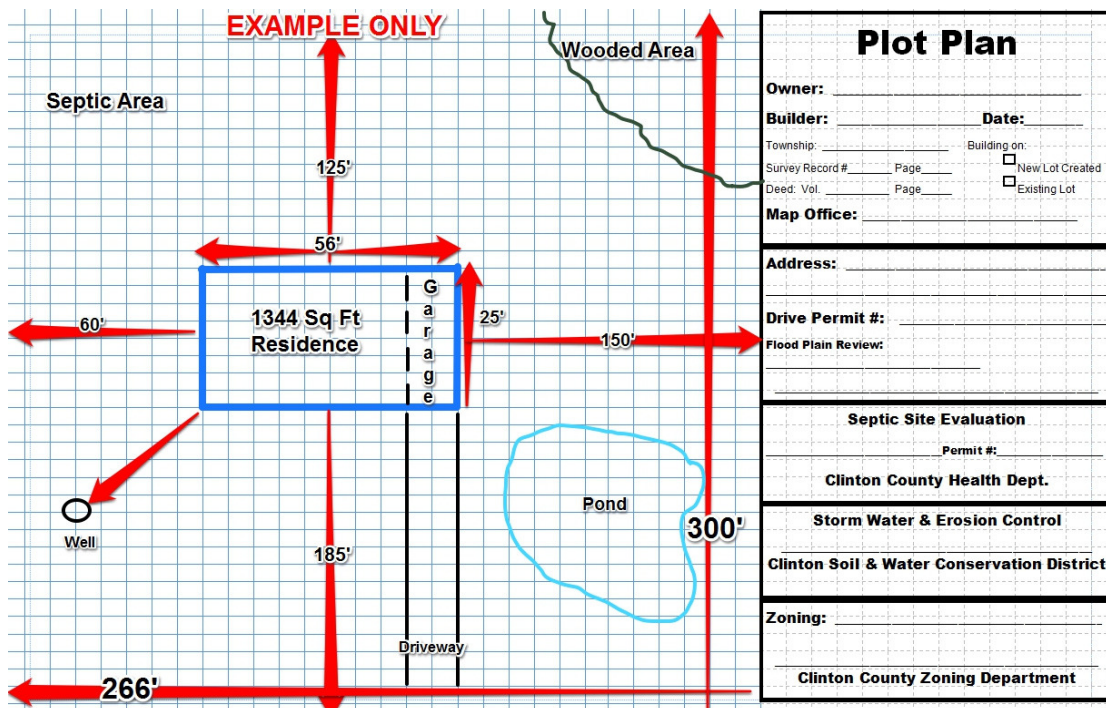 EXAMPLE ONLY
Wooded Area
Septic Area
125'
56'
60'
1344 Sq Ft
Residence
Garage
25'
150'
Well
Pond
300'
185'
Driveway
266'
Plot Plan
Owner:
Builder: Date:
Township: Building on:
Survey Record # Page New Lot Created
Deed: Vol. Page Existing Lot
Map Office:
Address:
Drive Permit #:
Flood Plain Review:
Septic Site Evaluation
Permit #:
Clinton County Health Dept.
Storm Water & Erosion Control
Clinton Soil & Water Conservation District
Zoning:
Clinton County Zoning Department